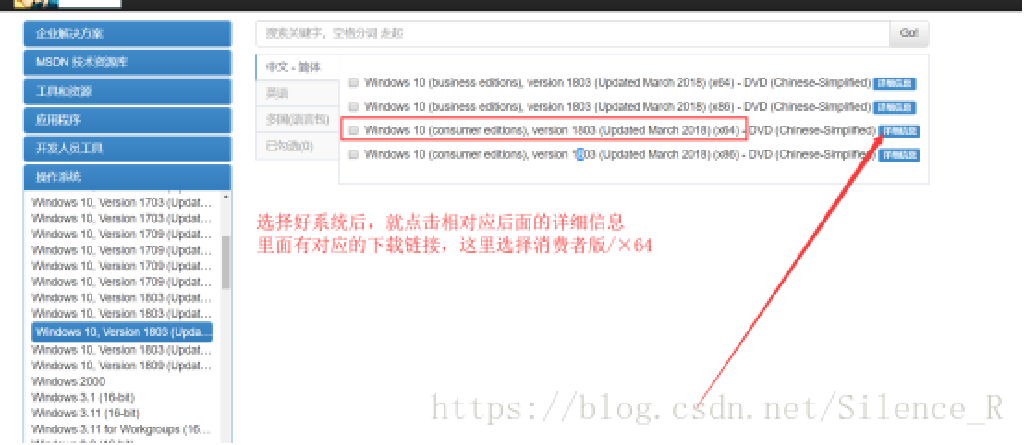 企业解决方案
MSDN 技术资源库
工具和资源
应用程序
开发人员工具
操作系统
Windows 10, Version 1703 (Updat...
Windows 10, Version 1703 (Updat...
Windows 10, Version 1709 (Updat...
Windows 10, Version 1709 (Updat...
Windows 10, Version 1709 (Updat...
Windows 10, Version 1709 (Updat...
Windows 10, Version 1803 (Updat...
Windows 10, Version 1803 (Updat...
Windows 10, Version 1803 (Upda...
Windows 10, Version 1803 (Updat...
Windows 10, Version 1809 (Updat...
Windows 2000
Windows 3.1 (16-bit)
Windows 3.11 (16-bit)
Windows 3.11 for Workgroups (16...
搜索关键字，空格分词 走起
Go!
中文 - 简体
英语
多国(语言包)
已勾选(0)
Windows 10 (business editions), version 1803 (Updated March 2018) (x64) - DVD (Chinese-Simplified) 详细信息
Windows 10 (business editions), version 1803 (Updated March 2018) (x86) - DVD (Chinese-Simplified) 详细信息
Windows 10 (consumer editions), version 1803 (Updated March 2018) (x64) - DVD (Chinese-Simplified) 详细信息
Windows 10 (consumer editions), version 1803 (Updated March 2018) (x86) - DVD (Chinese-Simplified) 详细信息
选择好系统后，就点击相对应后面的详细信息
里面有对应的下载链接，这里选择消费者版/×64
https://blog.csdn.net/Silence_R